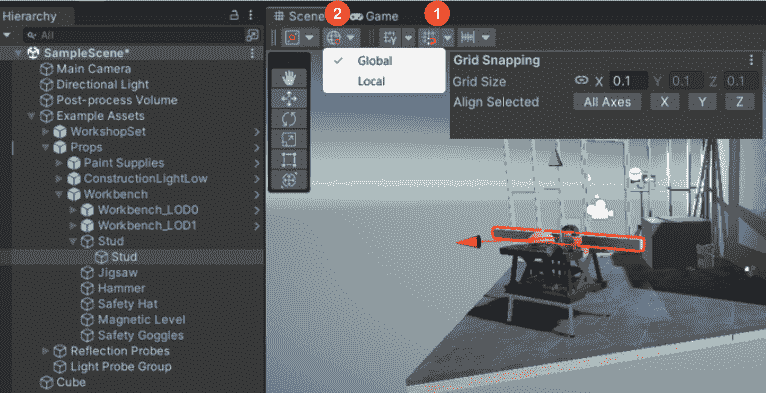 Hierarchy
2
1
Scene
Game
All
SampleScene*
Main Camera
Directional Light
Post-process Volume
Example Assets
WorkshopSet
Props
Paint Supplies
ConstructionLightLow
Workbench
Workbench_LOD0
Workbench_LOD1
Stud
Stud
Jigsaw
Hammer
Safety Hat
Magnetic Level
Safety Goggles
Reflection Probes
Light Probe Group
Cube
Global
Local
Grid Snapping
Grid Size X 0.1 Y 0.1 Z 0.1
Align Selected All Axes X Y Z